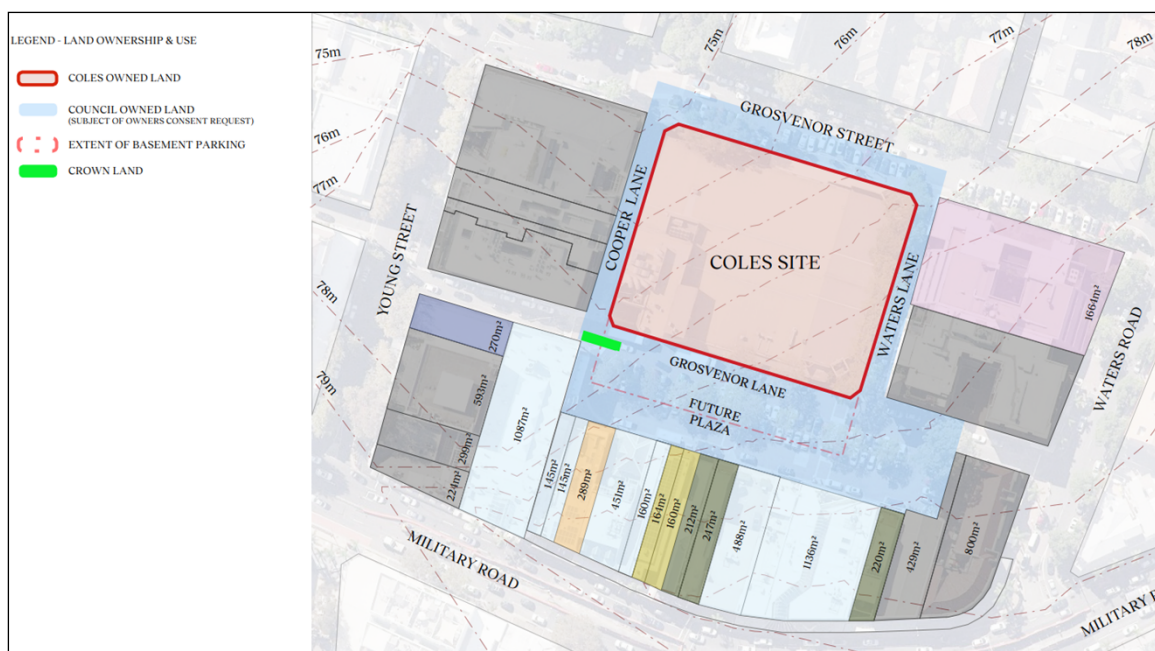 LEGEND - LAND OWNERSHIP & USE
COLES OWNED LAND
COUNCIL OWNED LAND
(SUBJECT OF OWNERS CONSENT REQUEST)
EXTENT OF BASEMENT PARKING
CROWN LAND
75m
76m
77m
78m
79m
75m
76m
77m
78m
GROSVENOR STREET
COOPER LANE
YOUNG STREET
COLES SITE
WATERS LANE
WATERS ROAD
1664m²
GROSVENOR LANE
FUTURE
PLAZA
270m²
593m²
299m²
224m²
1087m²
145m²
145m²
289m²
451m²
160m²
164m²
160m²
212m²
247m²
488m²
1136m²
220m²
429m²
800m²
MILITARY ROAD
MILITARY